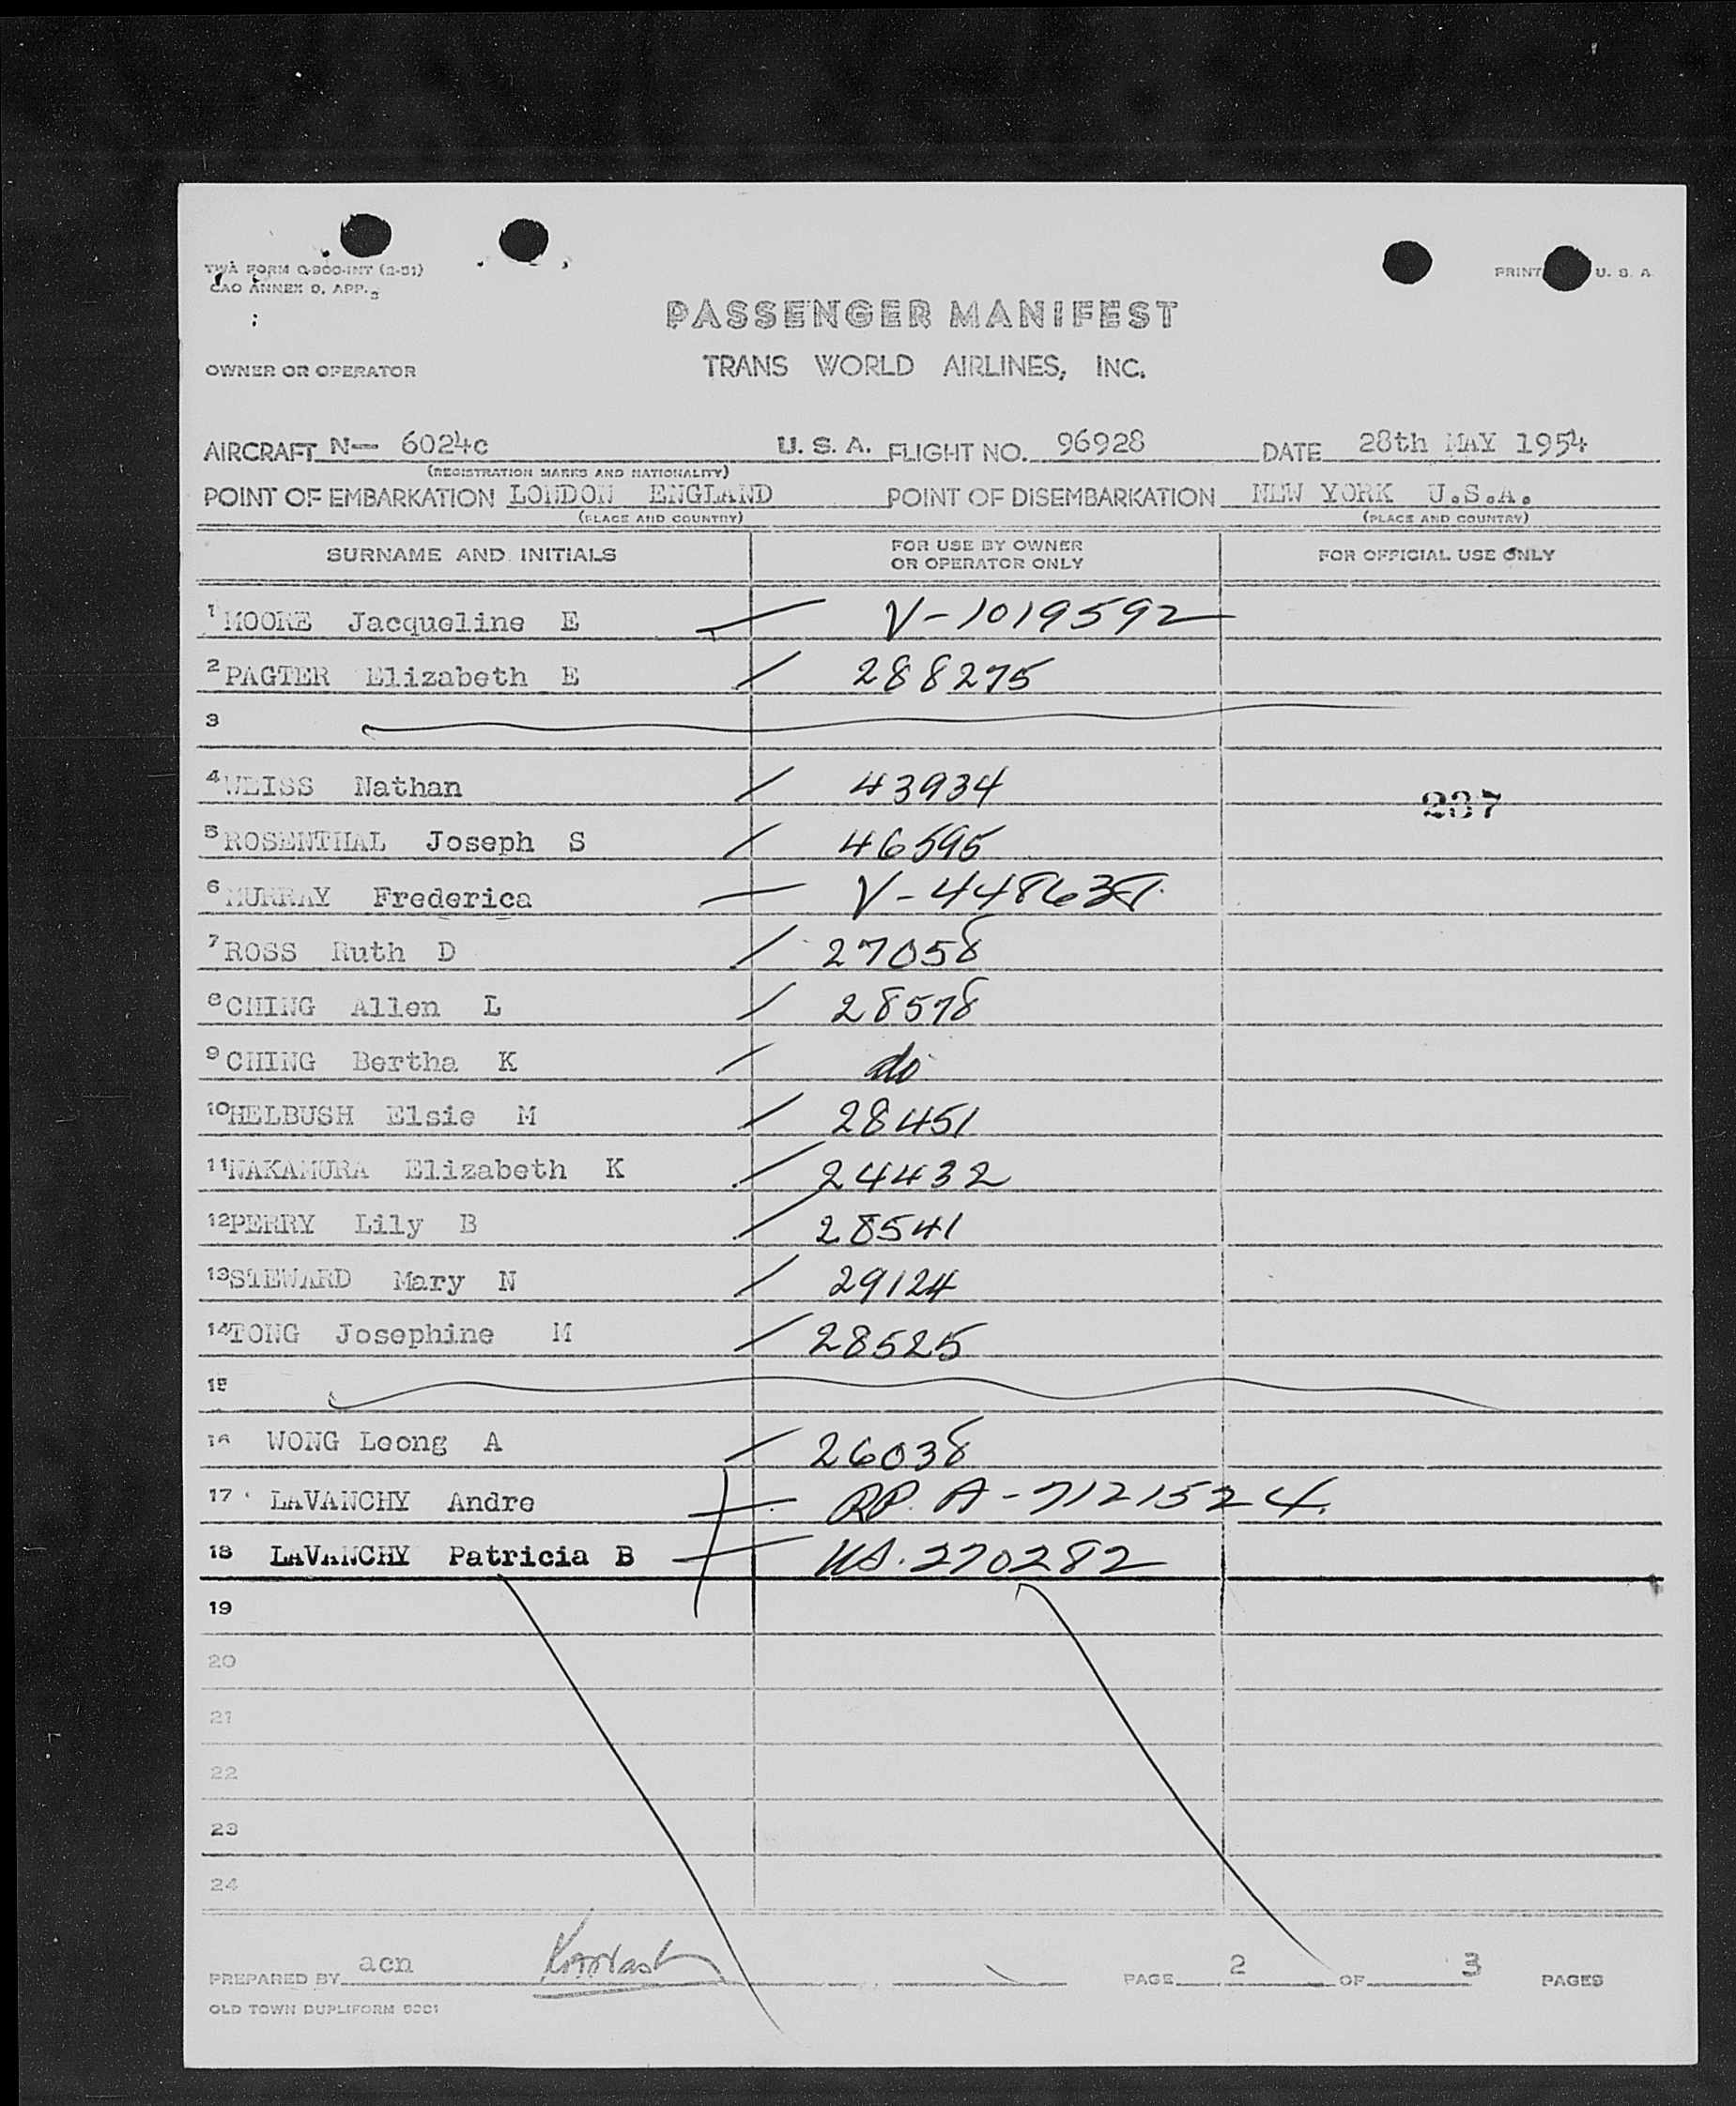 TWA FORM O-900-INT (2-51)
PRINT U. S. A.
CAO ANNEX 9, APP. 3
PASSENGER MANIFEST
OWNER OR OPERATOR
TRANS WORLD AIRLINES, INC.
AIRCRAFT N- 6024c U. S. A. FLIGHT NO. 96928 DATE 28th MAY 1954
(REGISTRATION MARKS AND NATIONALITY)
POINT OF EMBARKATION LONDON ENGLAND POINT OF DISEMBARKATION NEW YORK U.S.A.
(PLACE AND COUNTRY) (PLACE AND COUNTRY)
SURNAME AND INITIALS FOR USE BY OWNER OR OPERATOR ONLY FOR OFFICIAL USE ONLY
1 MOORE Jacqueline E V-1019592
2 PAGTER Elizabeth E 288275
3
4 WEISS Nathan 43934
237
5 ROSENTHAL Joseph S 46595
6 MURRAY Frederica
7 ROSS Ruth D 27058
8 CHING Allen L 28578
9 CHING Bertha K do
10 HELBUSH Elsie M 28451
11 NAKAMURA Elizabeth K 24432
12 PERRY Lily B 28541
13 STEWARD Mary N 29124
14 TONG Josephine M 28525
15
16 WONG Leong A 26038
17 LAVANCHY Andre RP. A-7121524.
18 LAVANCHY Patricia B US. 270282
19
20
21
22
23
24
PREPARED BY acn PAGE 2 OF 3 PAGES
OLD TOWN DUPLIFORM